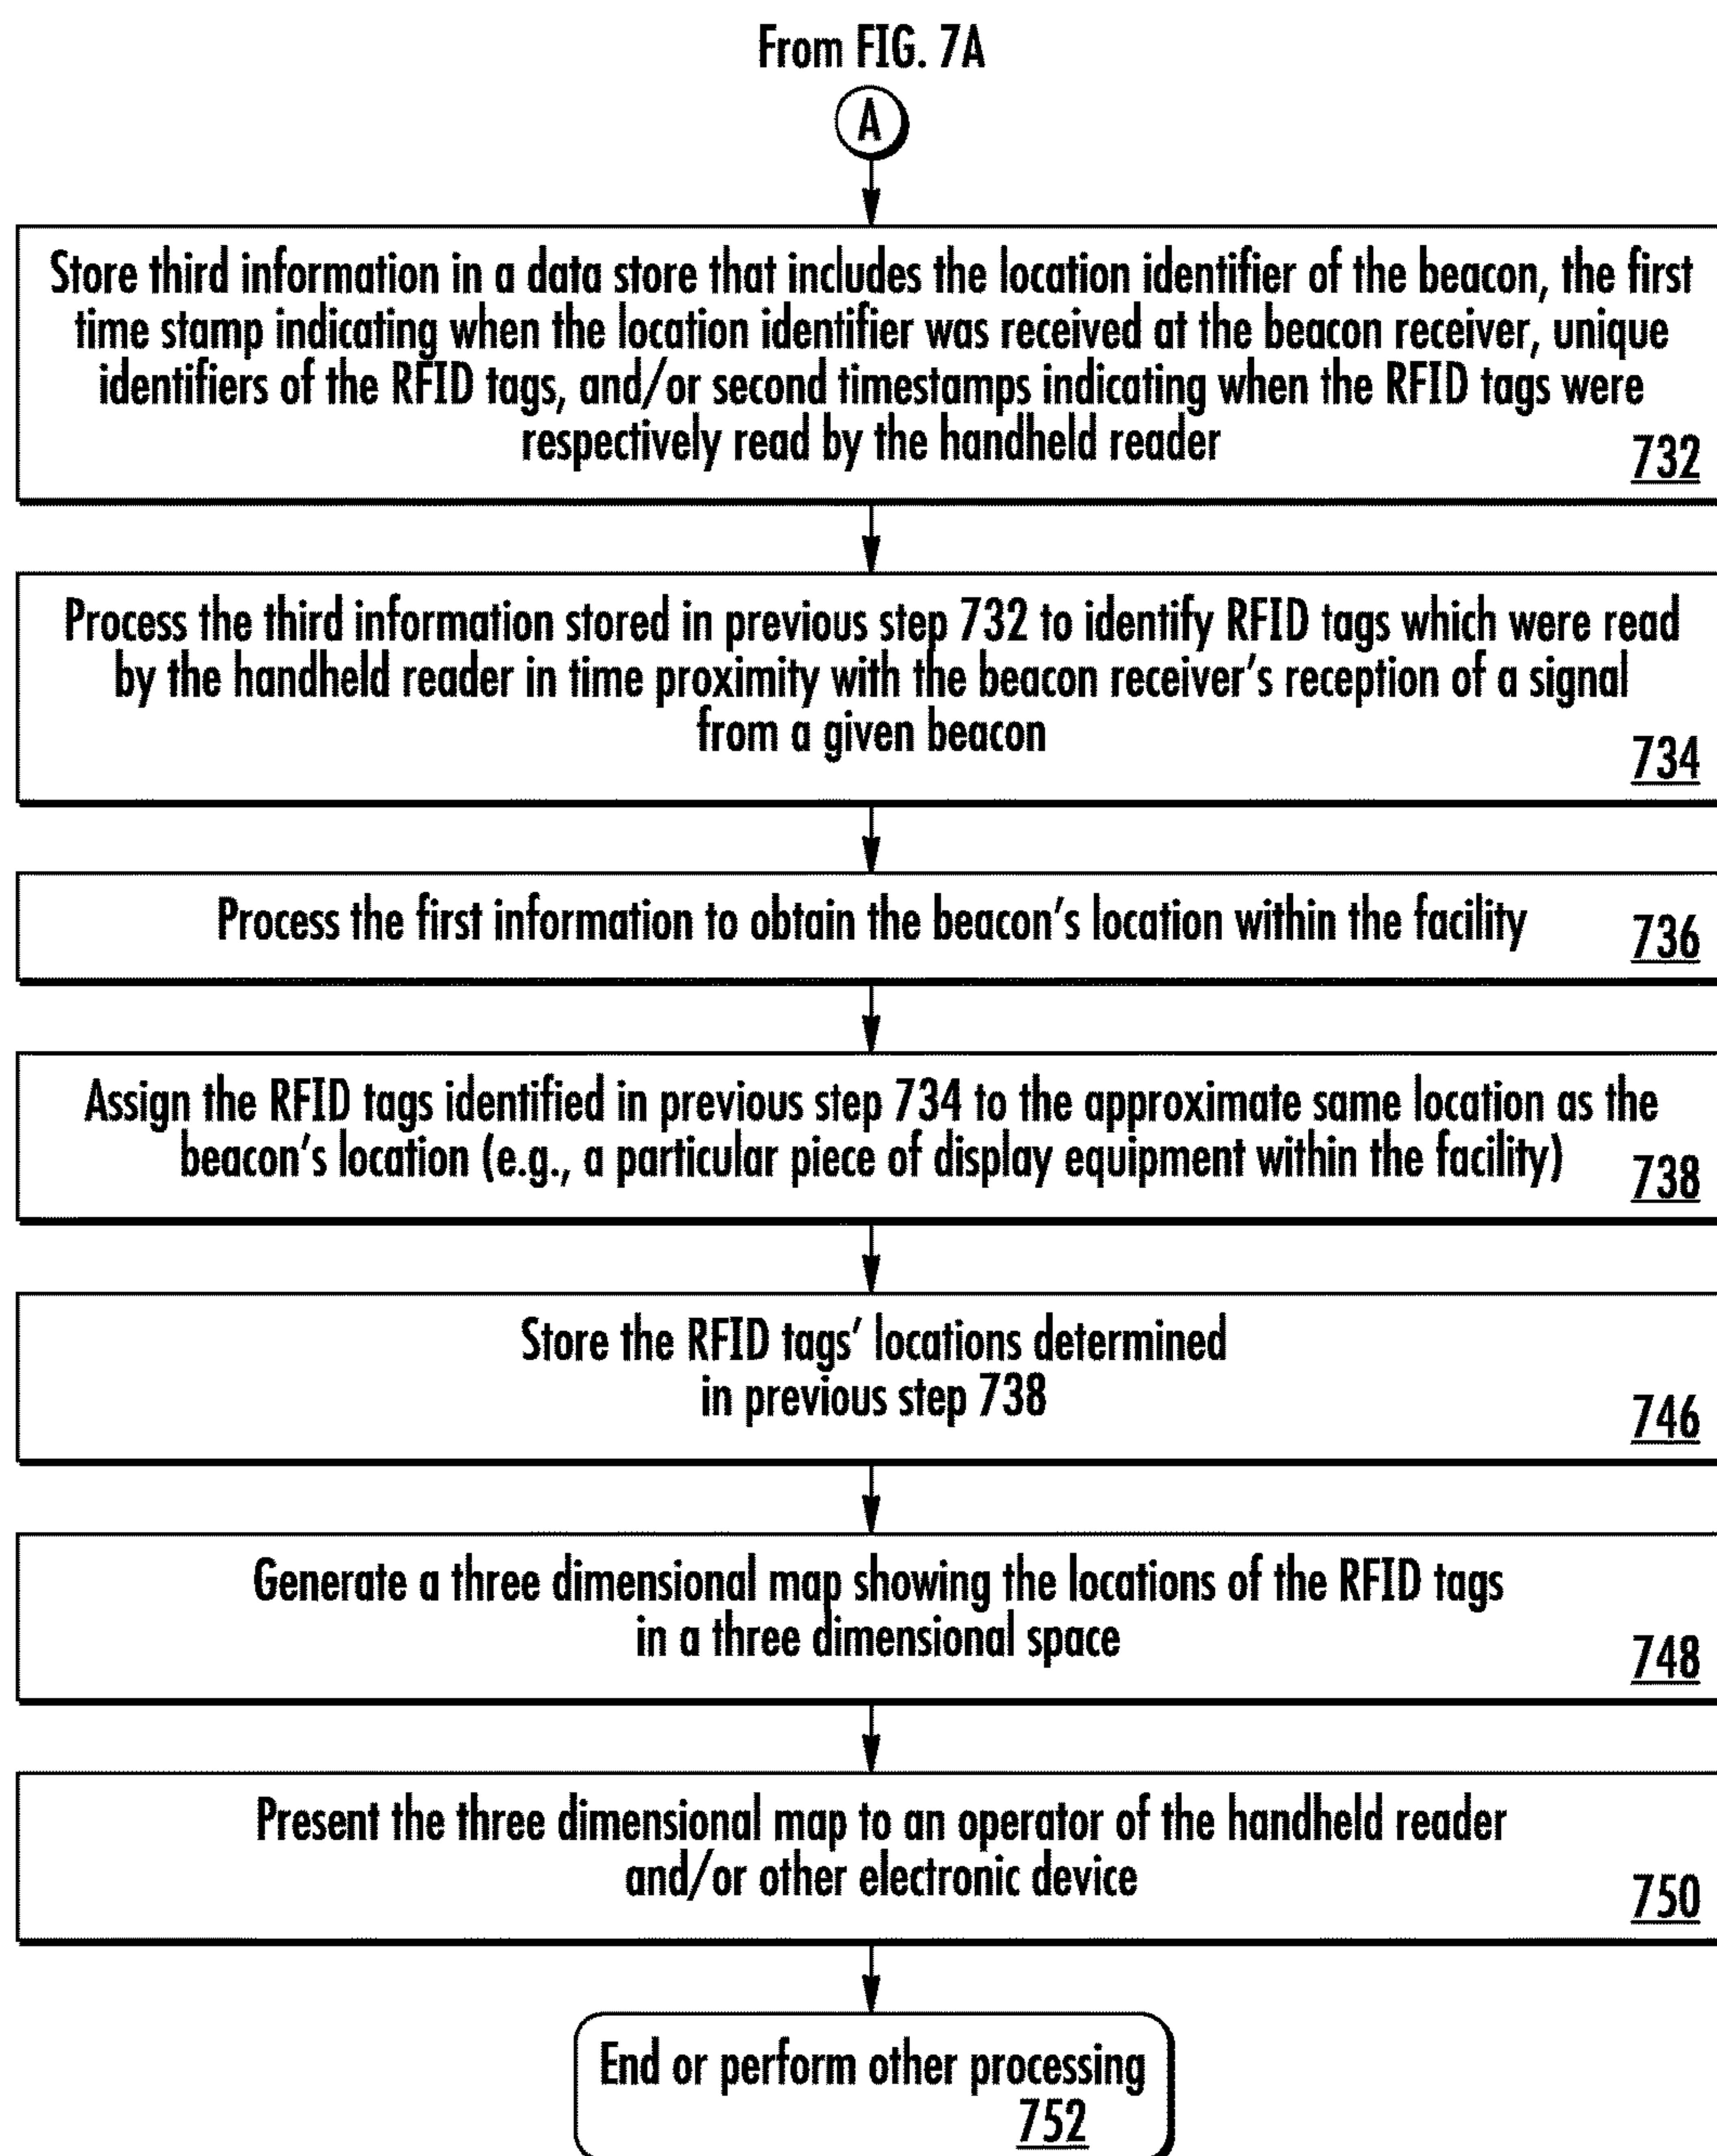 From FIG. 7A
A
Store third information in a data store that includes the location identifier of the beacon, the first
time stamp indicating when the location identifier was received at the beacon receiver, unique
identifiers of the RFID tags, and/or second timestamps indicating when the RFID tags were
respectively read by the handheld reader
732
Process the third information stored in previous step 732 to identify RFID tags which were read
by the handheld reader in time proximity with the beacon receiver's reception of a signal
from a given beacon
734
Process the first information to obtain the beacon's location within the facility
736
Assign the RFID tags identified in previous step 734 to the approximate same location as the
beacon's location (e.g., a particular piece of display equipment within the facility)
738
Store the RFID tags' locations determined
in previous step 738
746
Generate a three dimensional map showing the locations of the RFID tags
in a three dimensional space
748
Present the three dimensional map to an operator of the handheld reader
and/or other electronic device
750
End or perform other processing
752